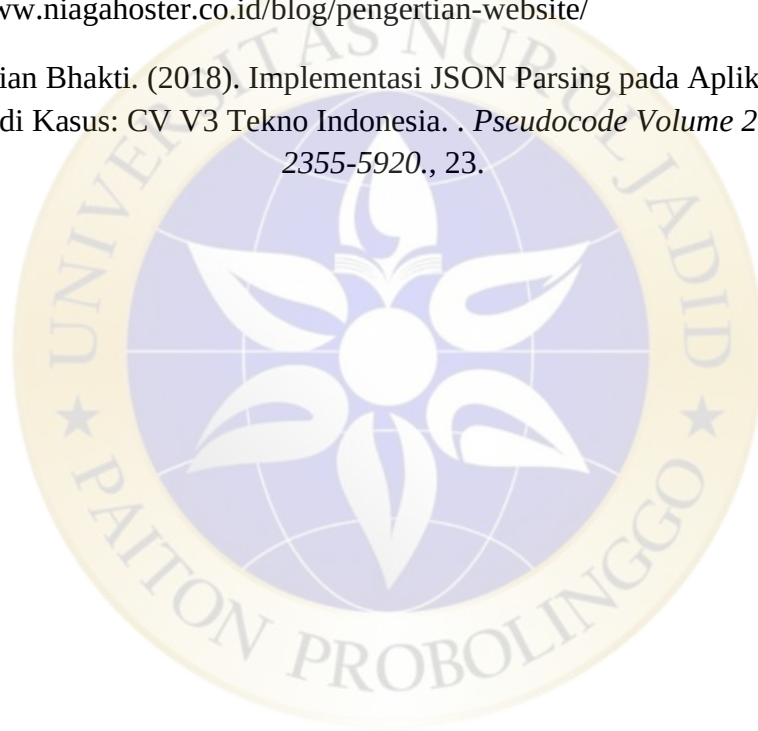 ww.niagahoster.co.id/blog/pengertian-website/
ian Bhakti. (2018). Implementasi JSON Parsing pada Aplik
di Kasus: CV V3 Tekno Indonesia. . Pseudocode Volume 2
2355-5920., 23.
UNIVERSITAS NURUL JADID
★ PAITON PROBOLINGGO ★